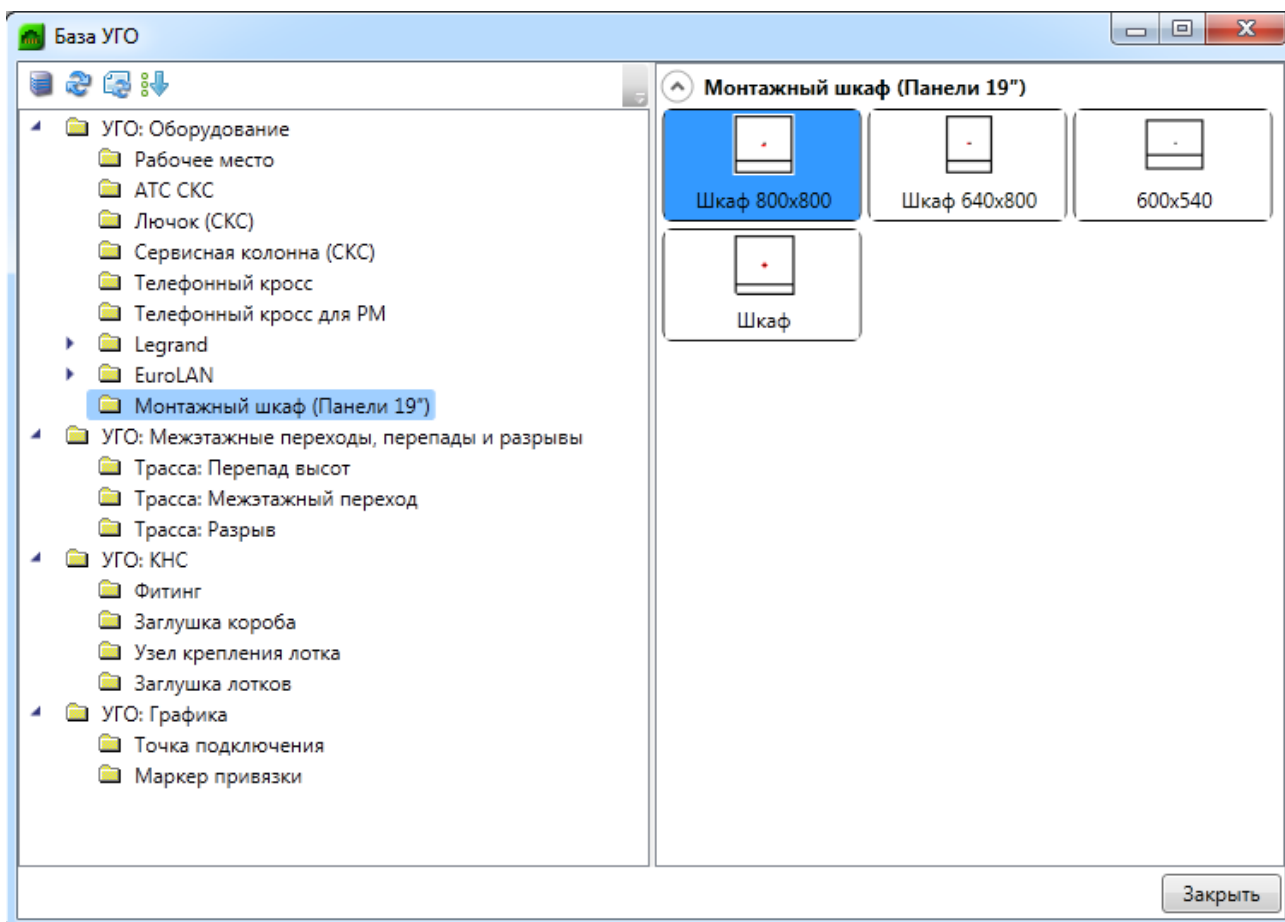 База УГО
УГО: Оборудование
Рабочее место
АТС СКС
Лючок (СКС)
Сервисная колонна (СКС)
Телефонный кросс
Телефонный кросс для РМ
Legrand
EuroLAN
Монтажный шкаф (Панели 19")
УГО: Межэтажные переходы, перепады и разрывы
Трасса: Перепад высот
Трасса: Межэтажный переход
Трасса: Разрыв
УГО: КНС
Фитинг
Заглушка короба
Узел крепления лотка
Заглушка лотков
УГО: Графика
Точка подключения
Маркер привязки
Монтажный шкаф (Панели 19")
Шкаф 800x800
Шкаф 640x800
600x540
Шкаф
Закрыть